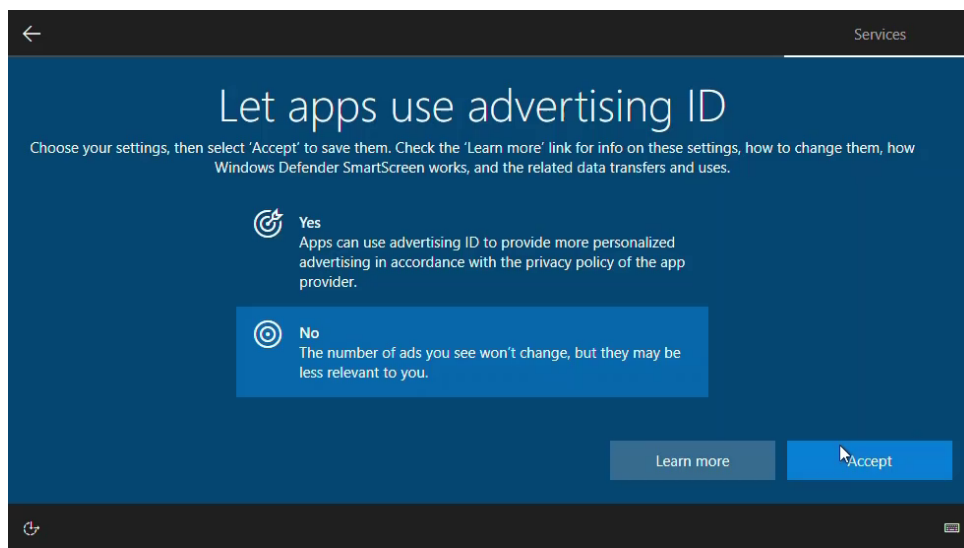 Services
Let apps use advertising ID
Choose your settings, then select 'Accept' to save them. Check the 'Learn more' link for info on these settings, how to change them, how
Windows Defender SmartScreen works, and the related data transfers and uses.
Yes
Apps can use advertising ID to provide more personalized
advertising in accordance with the privacy policy of the app
provider.
No
The number of ads you see won't change, but they may be
less relevant to you.
Learn more
Accept